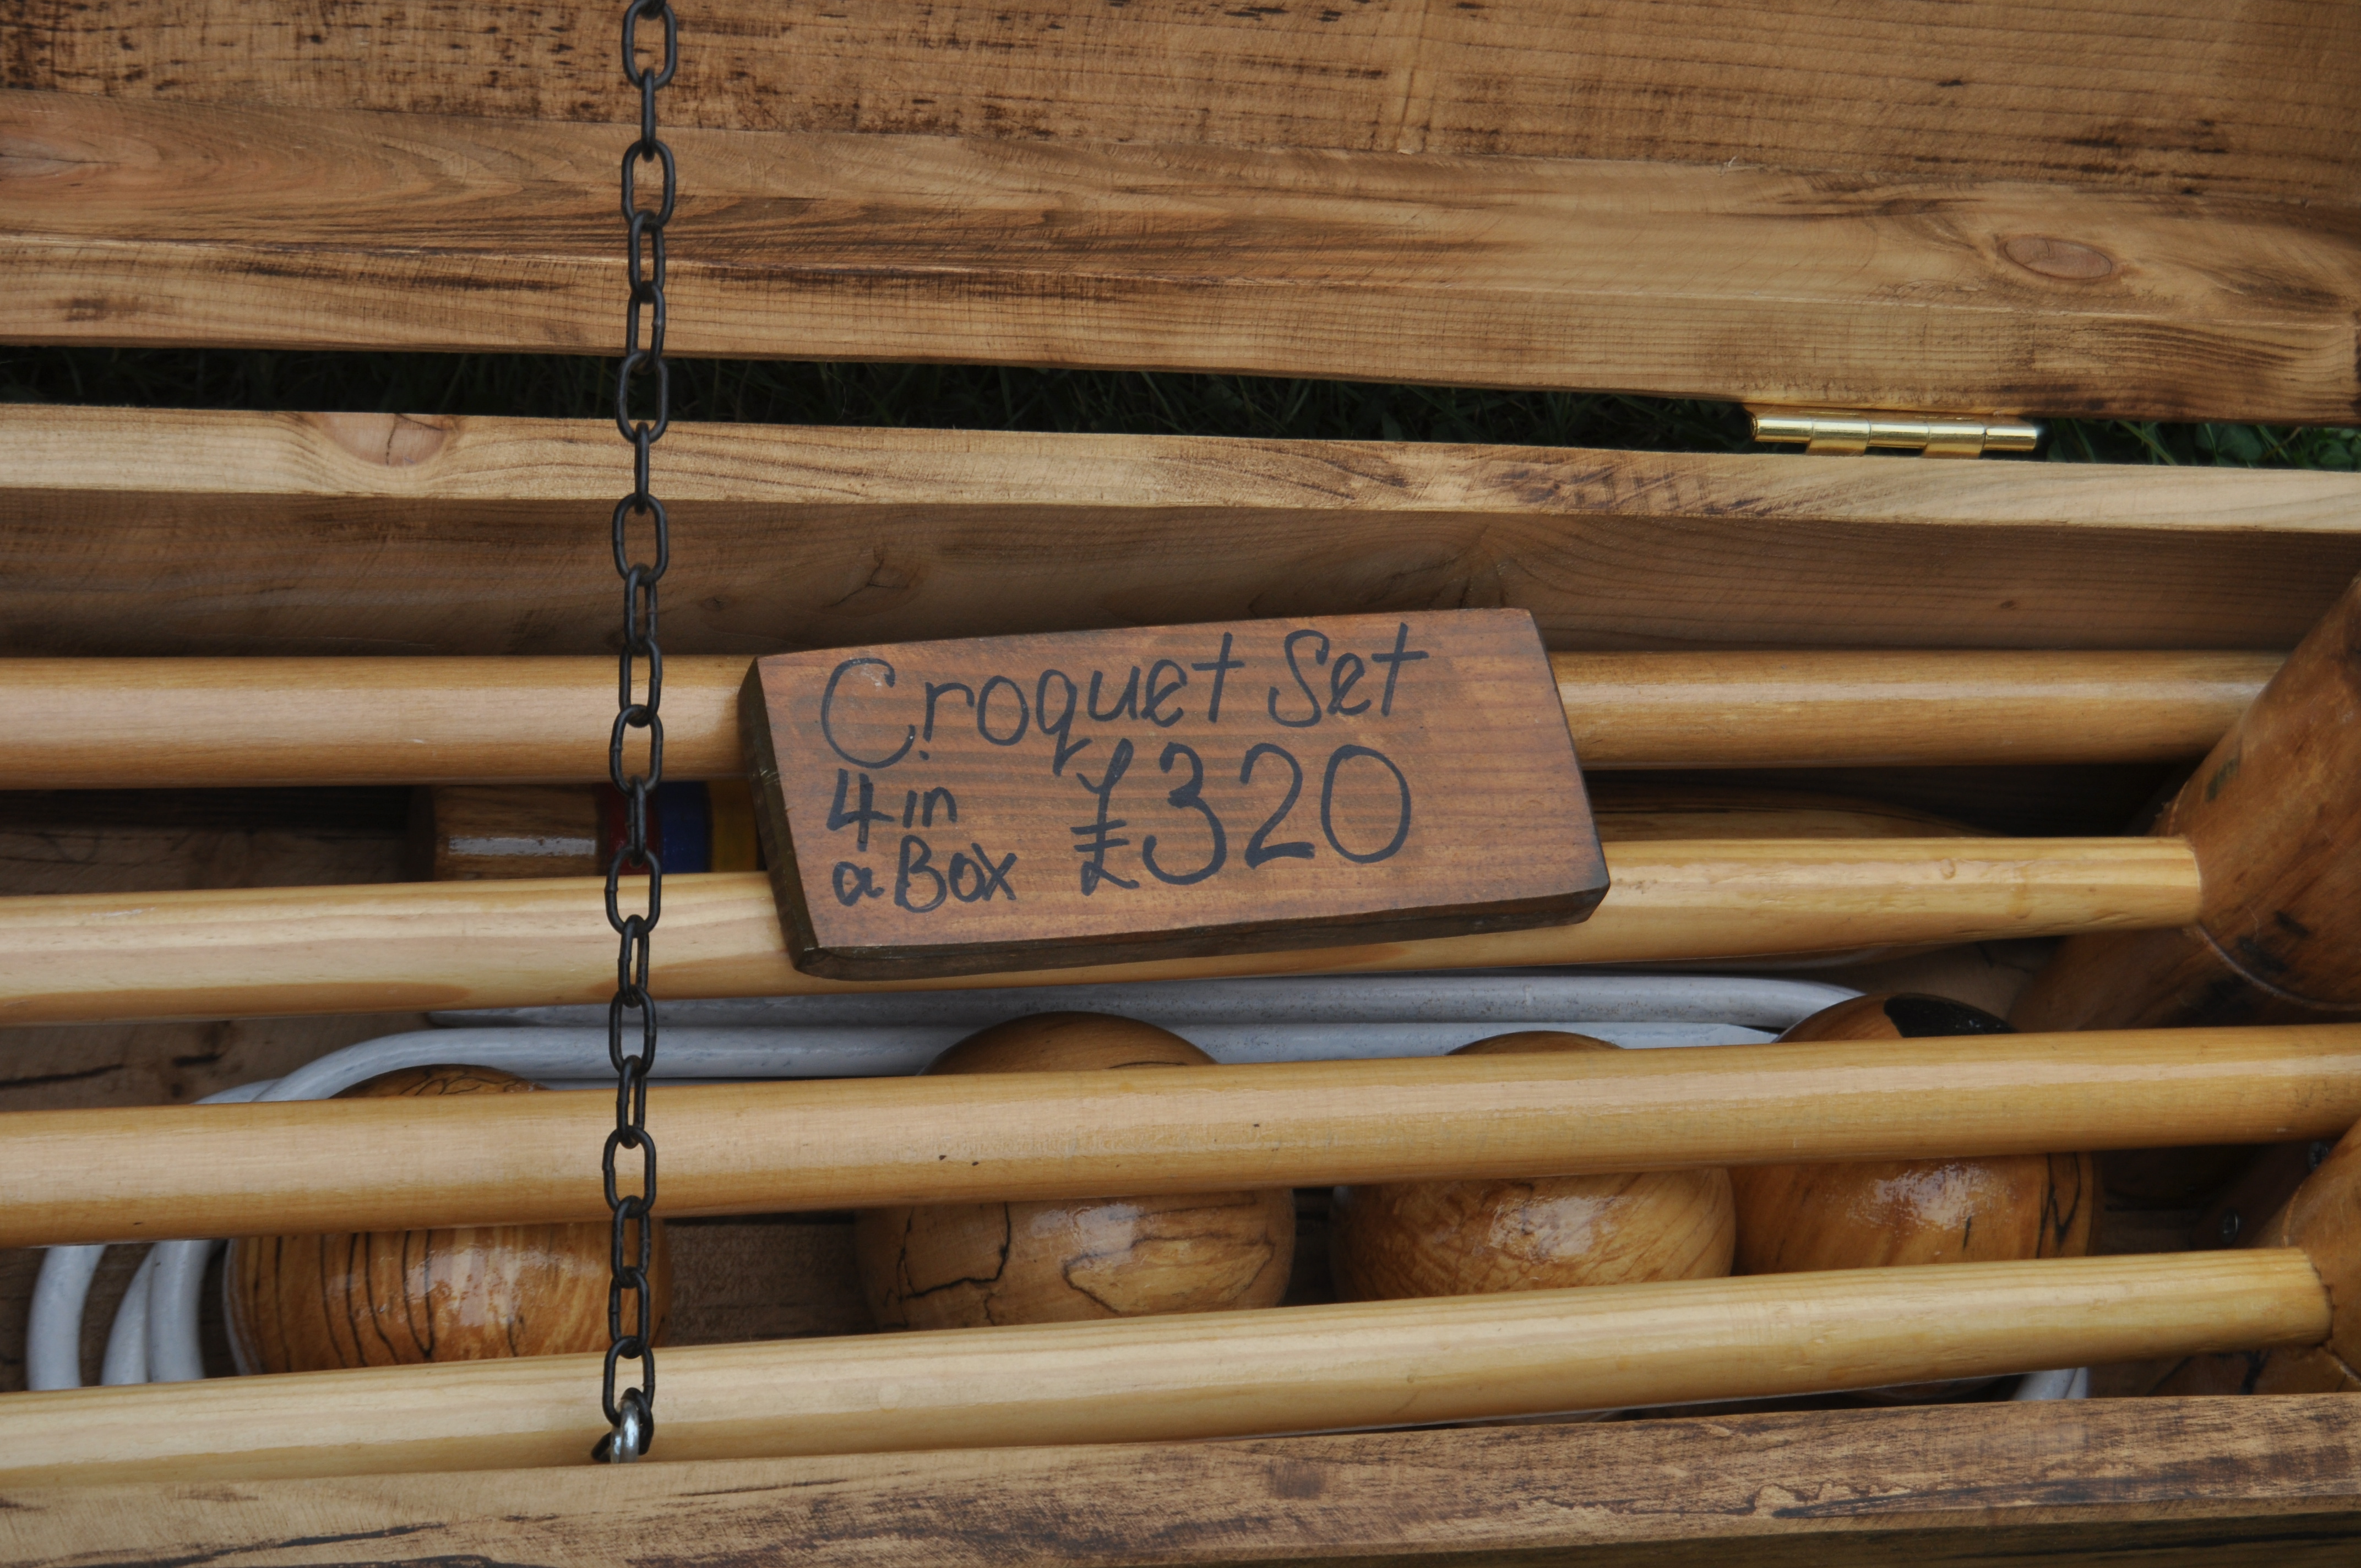 Croquet Set
4 in £320
a Box